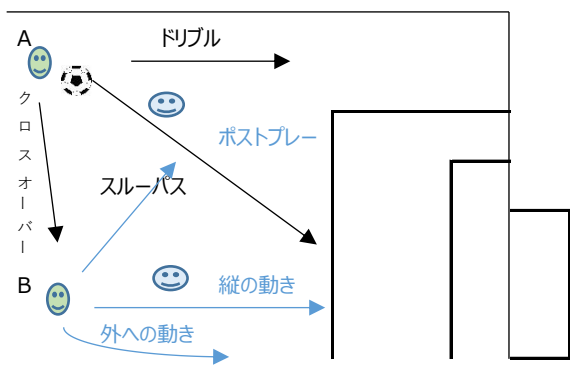 A
ドリブル
クロスオーバー
ポストプレー
スルーパス
B
縦の動き
外への動き